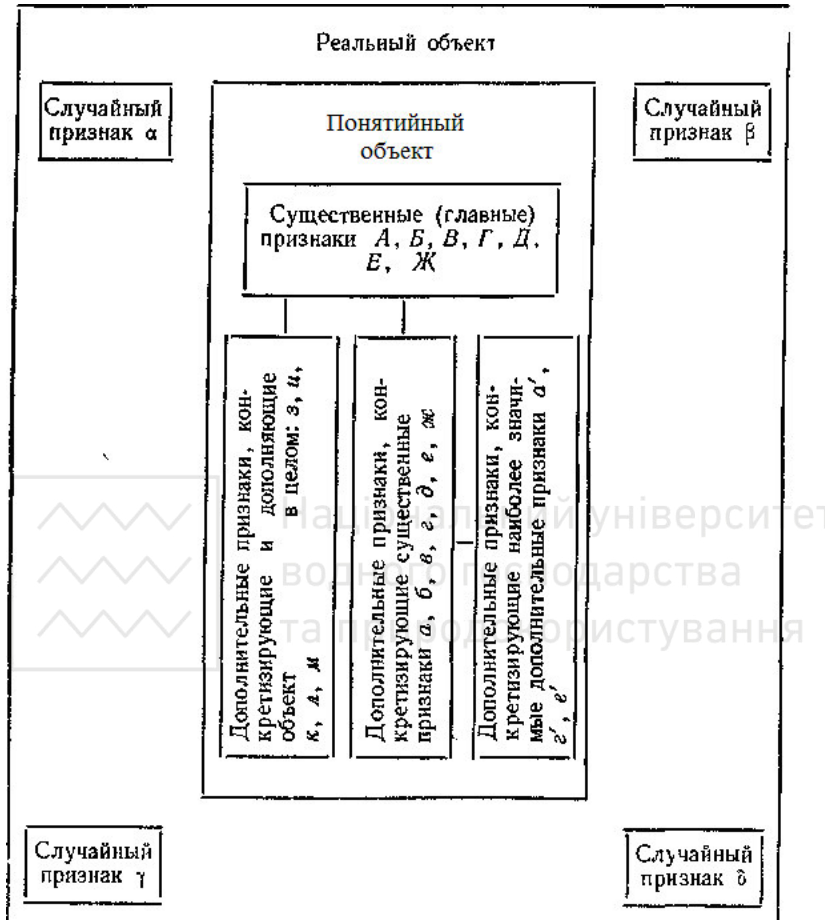 Реальный объект
Случайный
признак α
Понятийный
объект
Случайный
признак β
Существенные (главные)
признаки А, Б, В, Г, Д,
Е, Ж
Дополнительные признаки, кон-
кретизирующие и дополняющие
объект в целом: з, и,
к, л, м
Дополнительные признаки, кон-
кретизирующие существенные
признаки а, б, в, г, д, е, ж
Дополнительные признаки, кон-
кретизирующие наиболее значи-
мые дополнительные признаки а′,
г′, е′
Національний університет
водного господарства
та природокористування
Случайный
признак γ
Случайный
признак δ